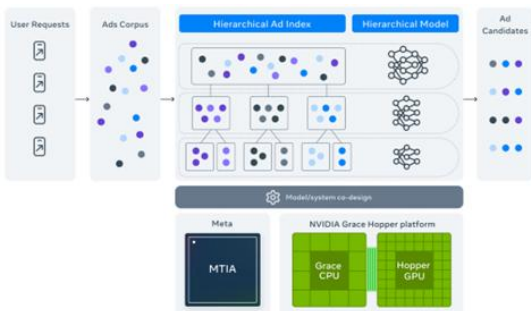 User Requests
Ads Corpus
Hierarchical Ad Index
Hierarchical Model
Ad
Candidates
Model/system co-design
Meta
MTIA
NVIDIA Grace Hopper platform
Grace
CPU
Hopper
GPU